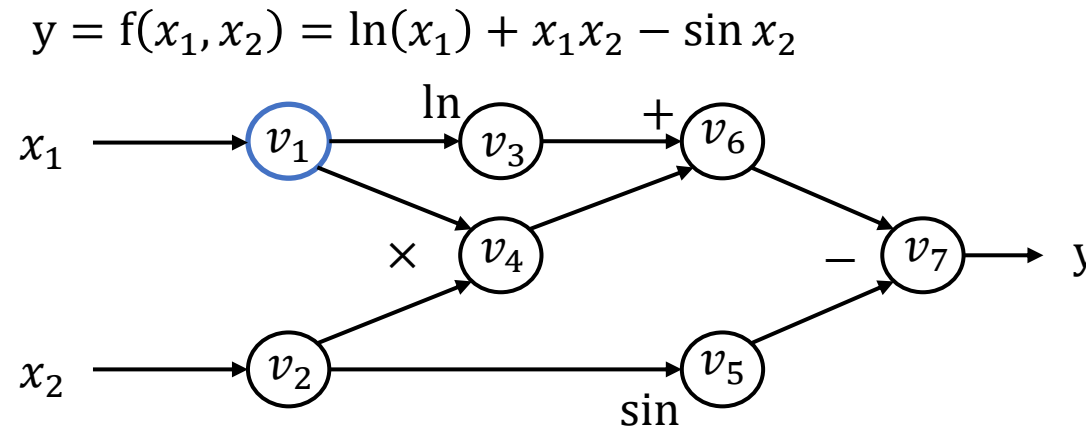 y = f(x₁, x₂) = ln(x₁) + x₁x₂ − sin x₂
ln +
x₁ v₁ v₃ v₆
× v₄ − v₇ y
x₂ v₂ v₅
sin